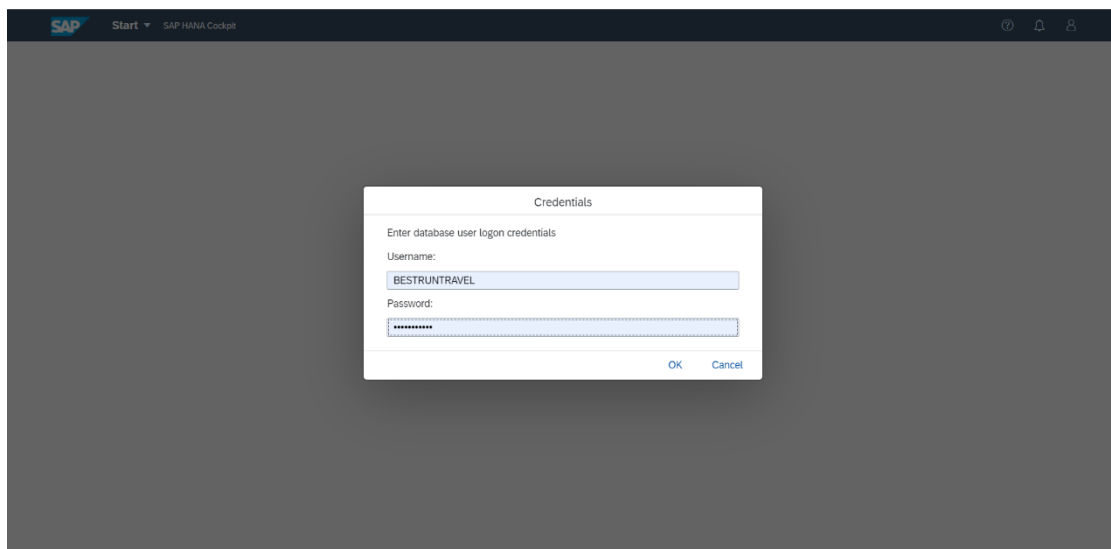 SAP Start SAP HANA Cockpit
Credentials
Enter database user logon credentials
Username:
BESTRUNTRAVEL
Password:
•••••••••••
OK Cancel